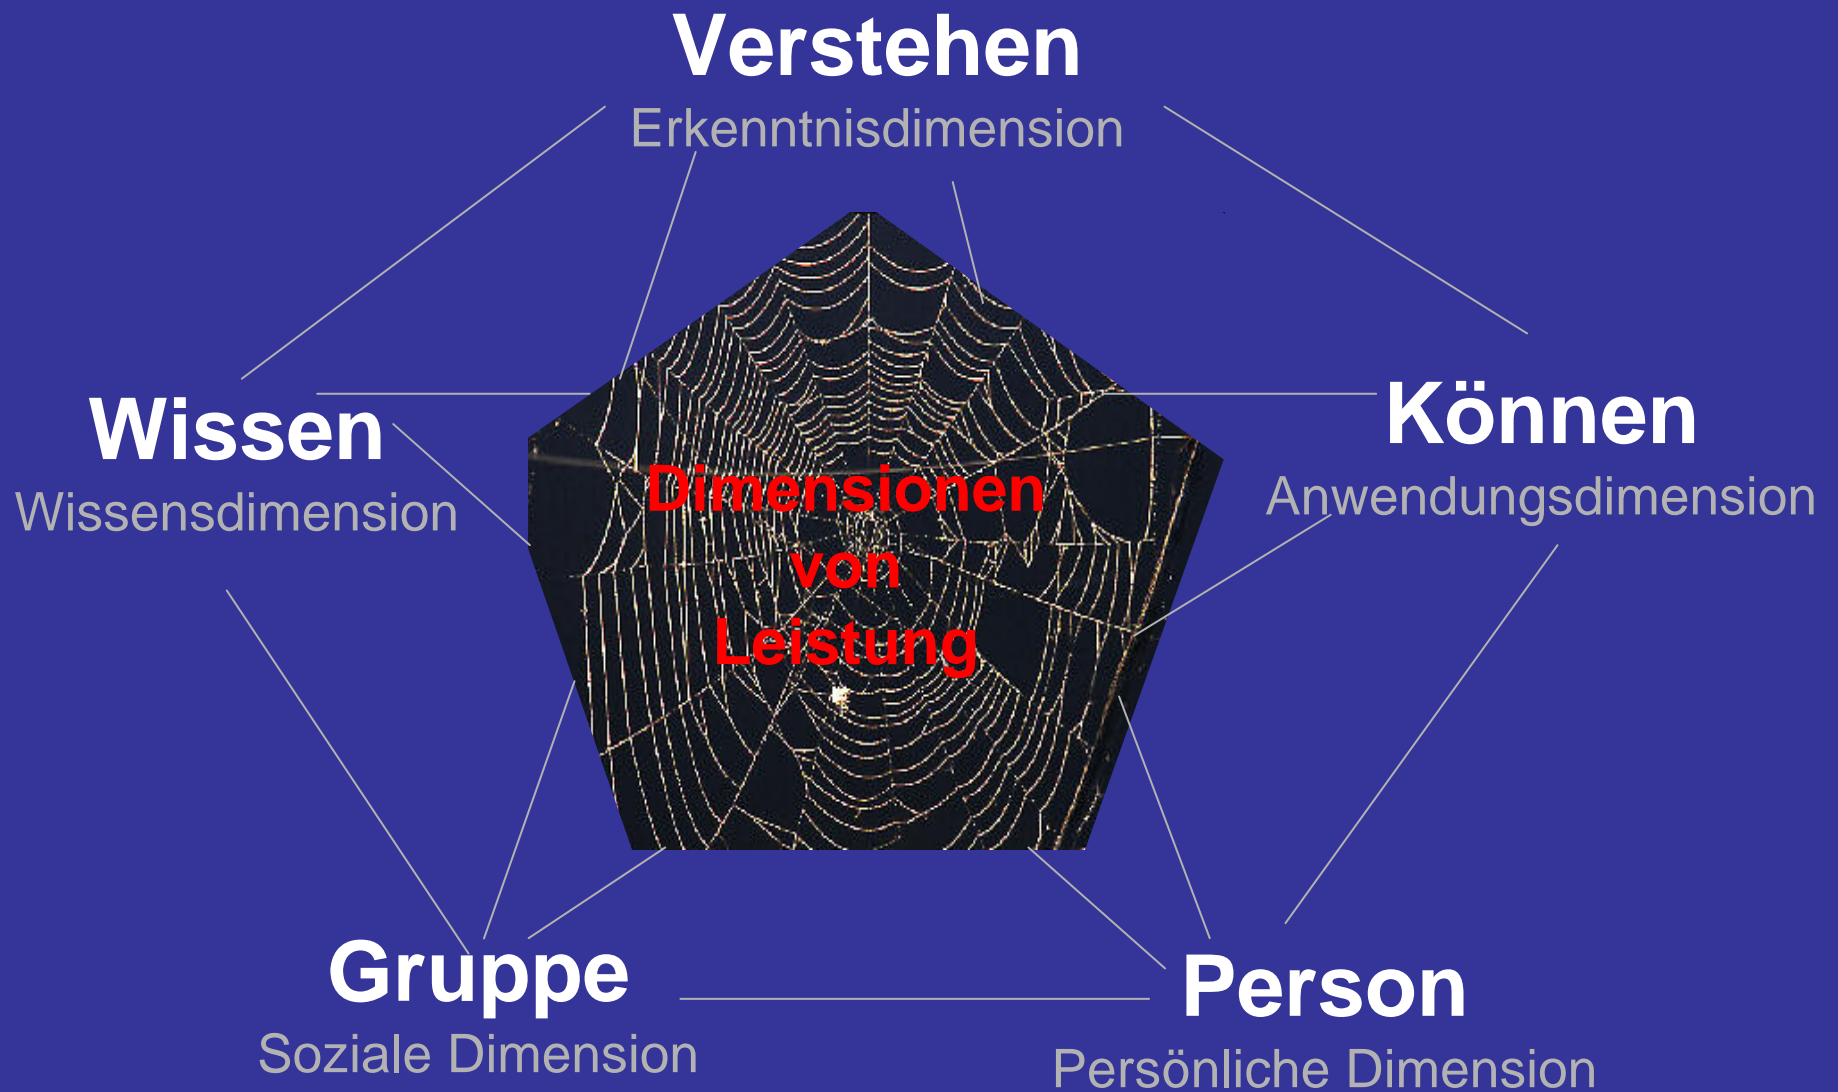 Verstehen
Erkenntnisdimension
Wissen
Wissensdimension
Können
Anwendungsdimension
Dimensionen
von
Leistung
Gruppe
Soziale Dimension
Person
Persönliche Dimension